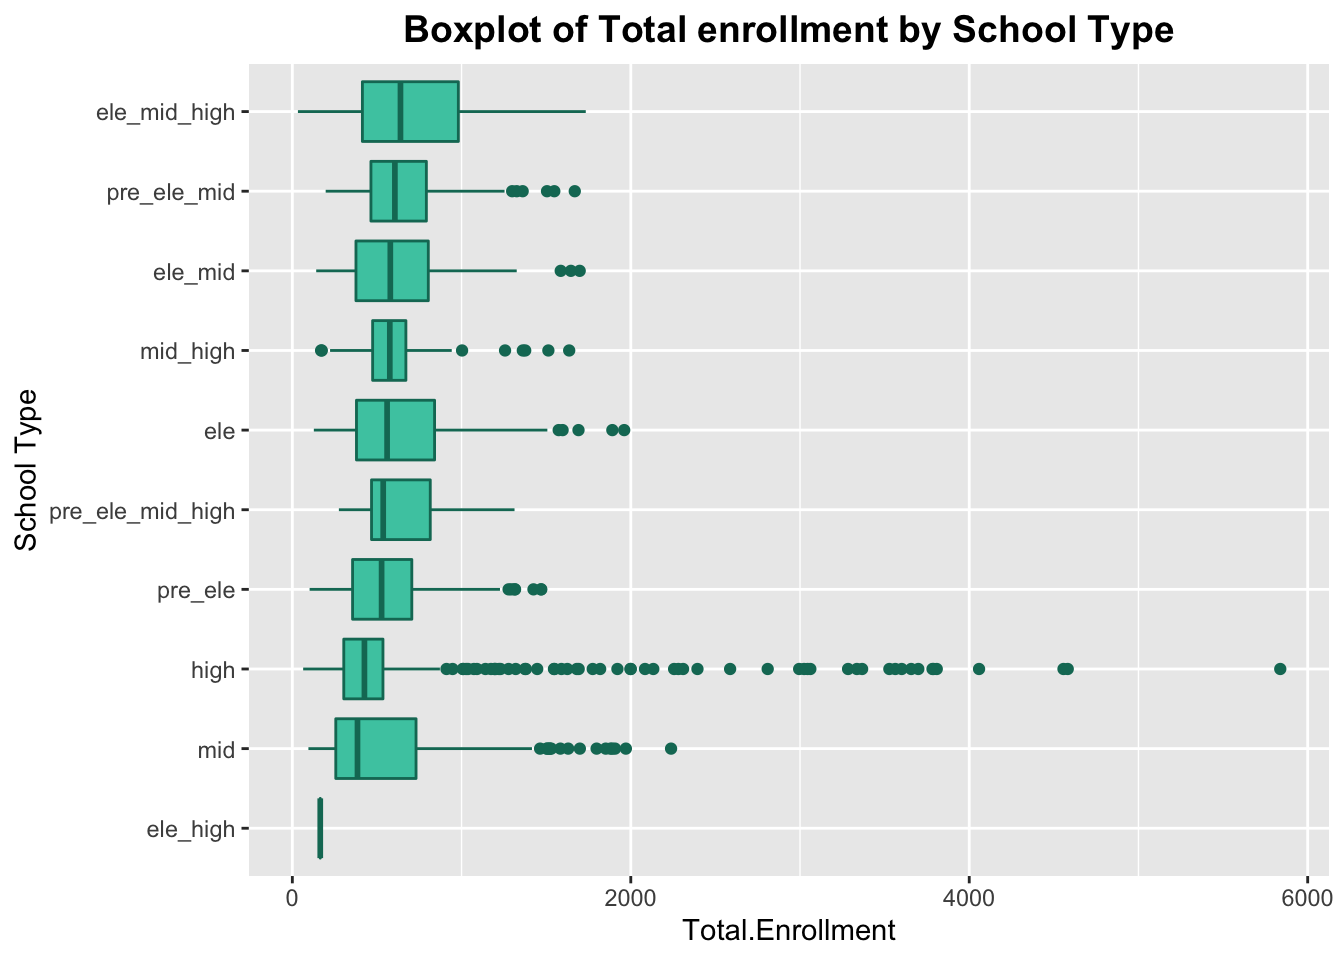 Boxplot of Total enrollment by School Type
ele_mid_high
pre_ele_mid
ele_mid
mid_high
ele
pre_ele_mid_high
pre_ele
high
mid
ele_high
School Type
0 2000 4000 6000
Total.Enrollment